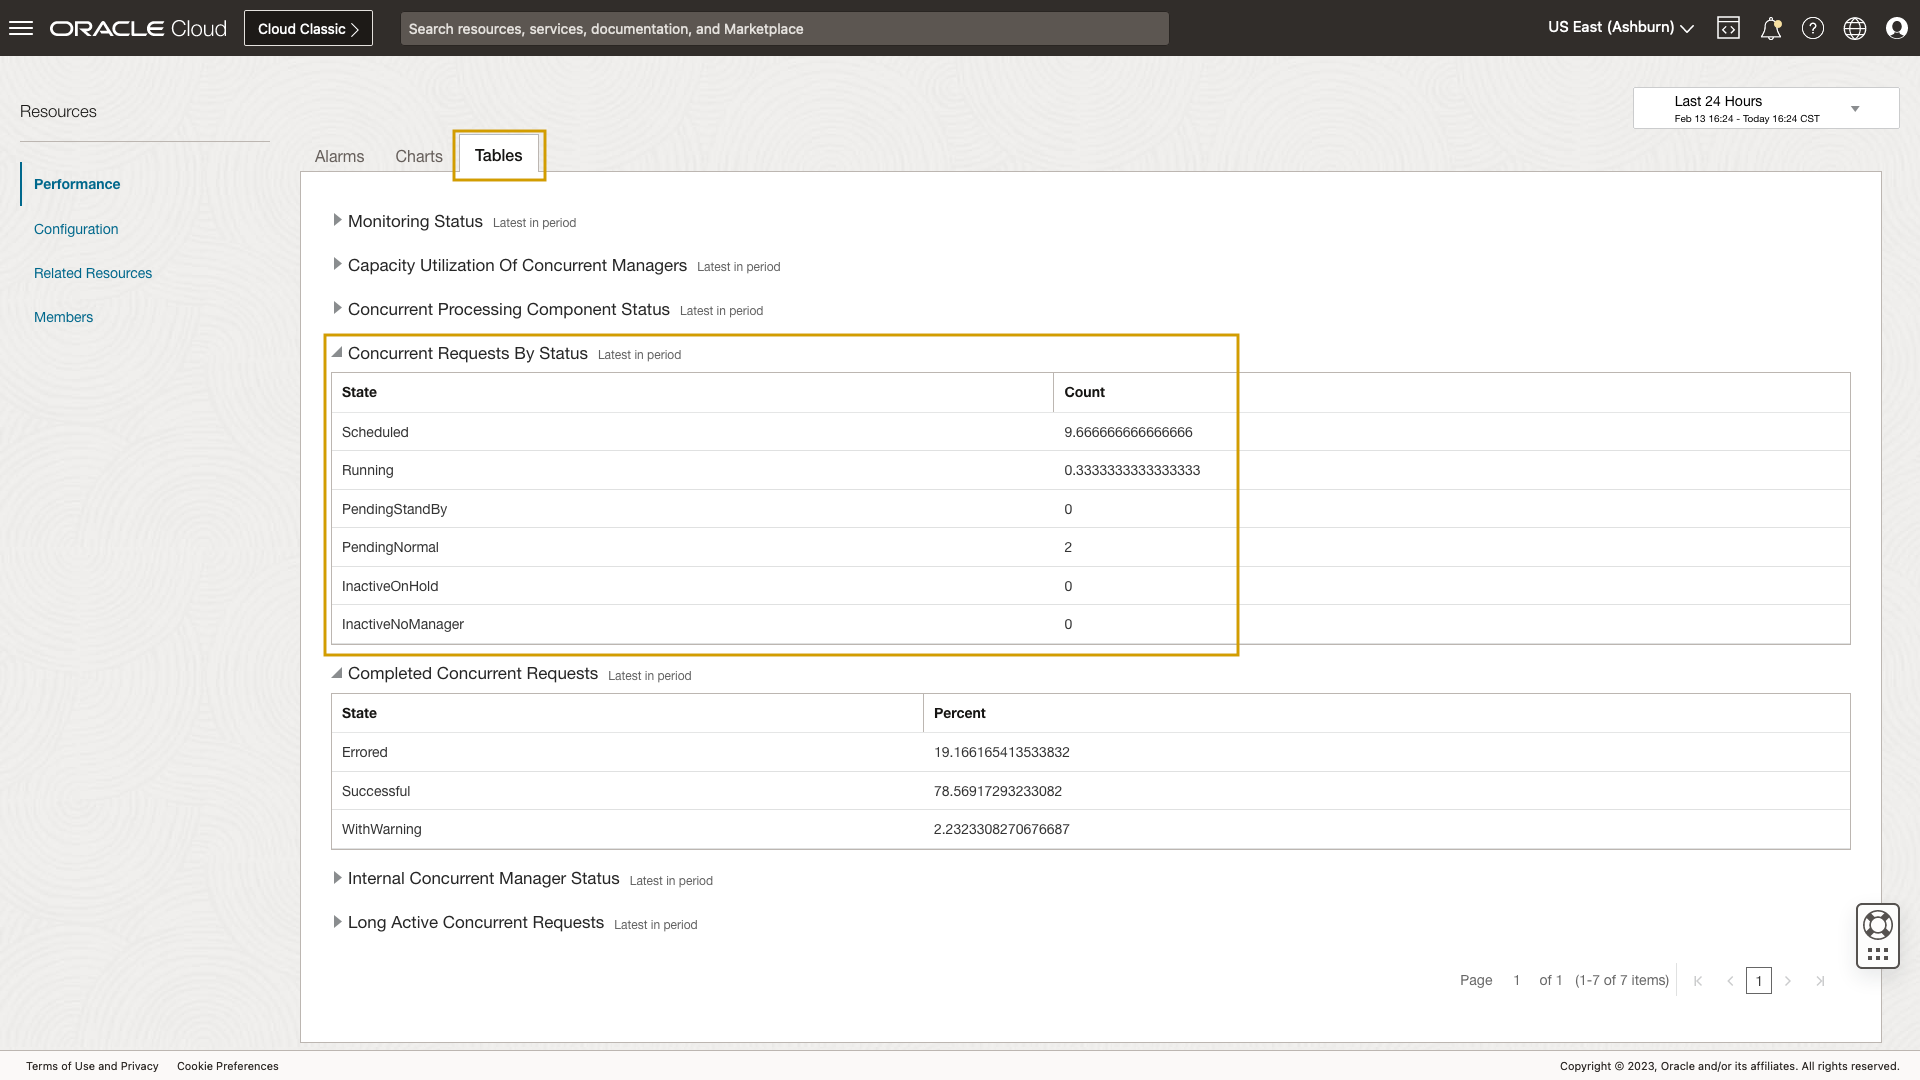 ORACLE Cloud
Cloud Classic
Search resources, services, documentation, and Marketplace
US East (Ashburn)
Resources
Performance
Configuration
Related Resources
Members
Last 24 Hours
Feb 13 16:24 - Today 16:24 CST
Alarms Charts Tables
Monitoring Status Latest in period
Capacity Utilization Of Concurrent Managers Latest in period
Concurrent Processing Component Status Latest in period
Concurrent Requests By Status Latest in period
State Count
Scheduled 9.666666666666666
Running 0.3333333333333333
PendingStandBy 0
PendingNormal 2
InactiveOnHold 0
InactiveNoManager 0
Completed Concurrent Requests Latest in period
State Percent
Errored 19.166165413533832
Successful 78.56917293233082
WithWarning 2.2323308270676687
Internal Concurrent Manager Status Latest in period
Long Active Concurrent Requests Latest in period
Page 1 of 1 (1-7 of 7 items) 1
Terms of Use and Privacy Cookie Preferences
Copyright © 2023, Oracle and/or its affiliates. All rights reserved.